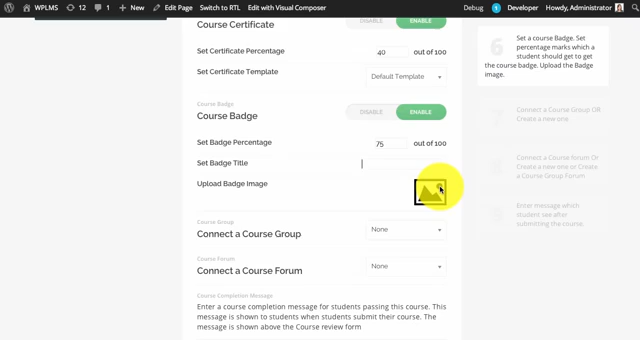 WPLMS 12 1 New Edit Page Switch to RTL Edit with Visual Composer Debug 1 Developer Howdy, Administrator
Course Certificate DISABLE ENABLE
Set Certificate Percentage 40 out of 100
Set Certificate Template Default Template
Course Badge
Course Badge DISABLE ENABLE
Set Badge Percentage 75 out of 100
Set Badge Title
Upload Badge Image
Course Group
Connect a Course Group None
Course Forum
Connect a Course Forum None
Course Completion Message
Enter a course completion message for students passing this course. This
message is shown to students when students submit their course. The
message is shown above the Course review form
6
Set a course Badge. Set
percentage marks which a
student should get to get
the course badge. Upload the Badge
image.
7
Connect a Course Group OR
Create a new one
8
Connect a Course forum Or
Create a new one or Create
a Course Group Forum
9
Enter message which
student see after
submitting the course.